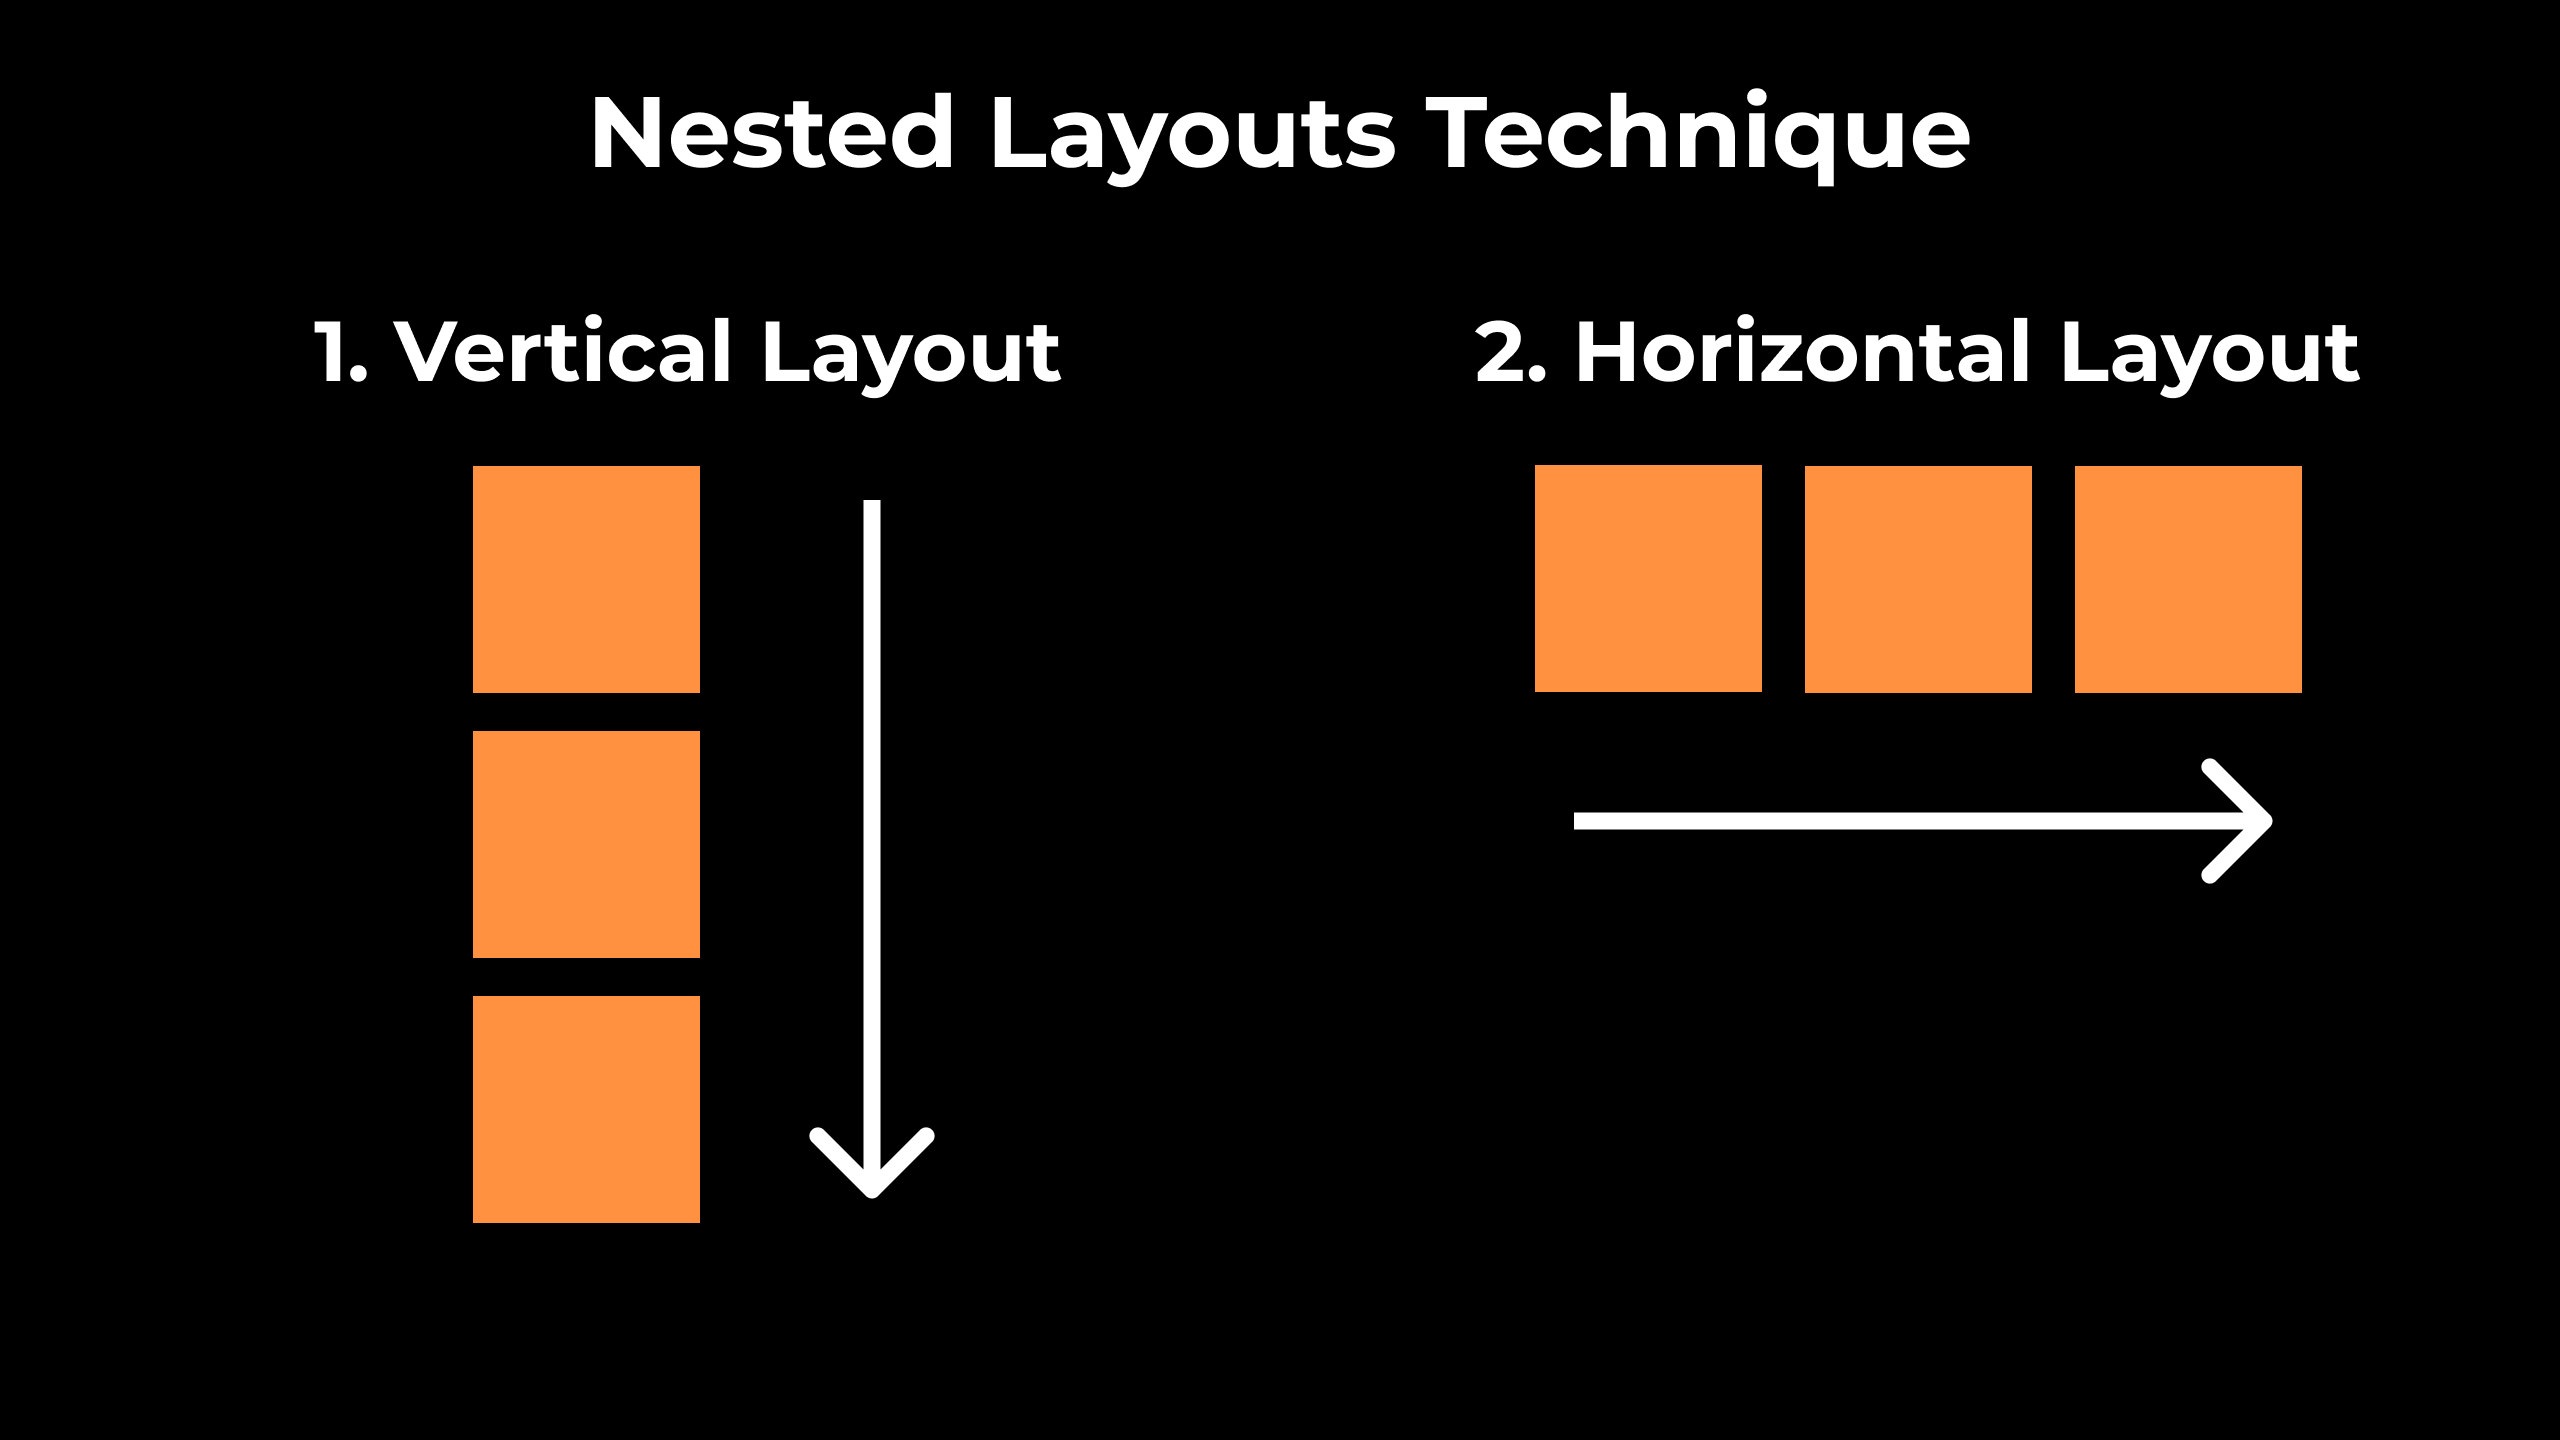 Nested Layouts Technique
1. Vertical Layout
2. Horizontal Layout